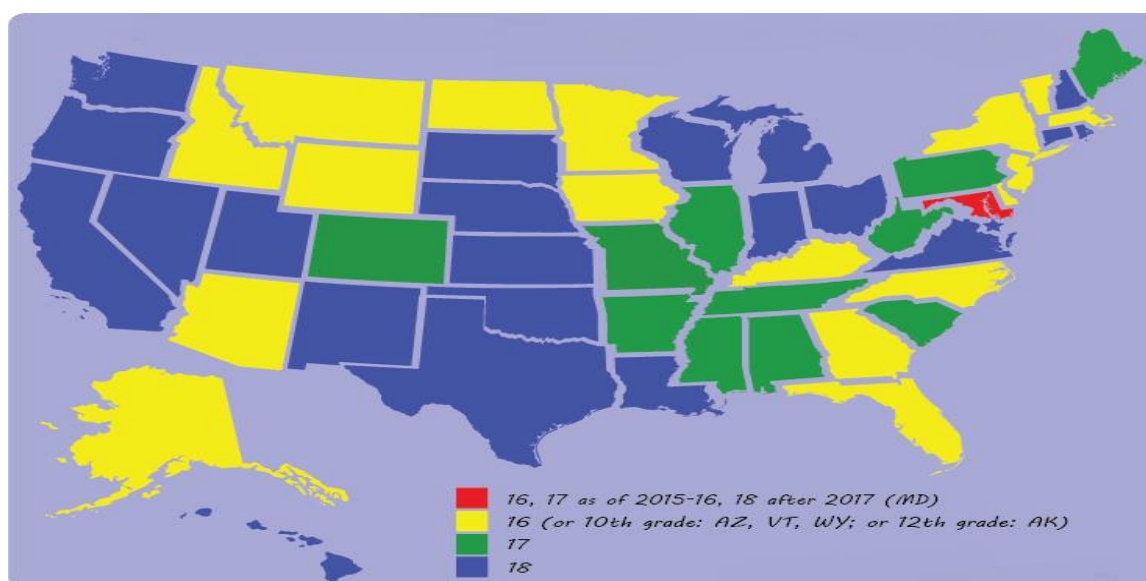 16, 17 as of 2015-16, 18 after 2017 (MD)
16 (or 10th grade: AZ, VT, WY; or 12th grade: AK)
17
18